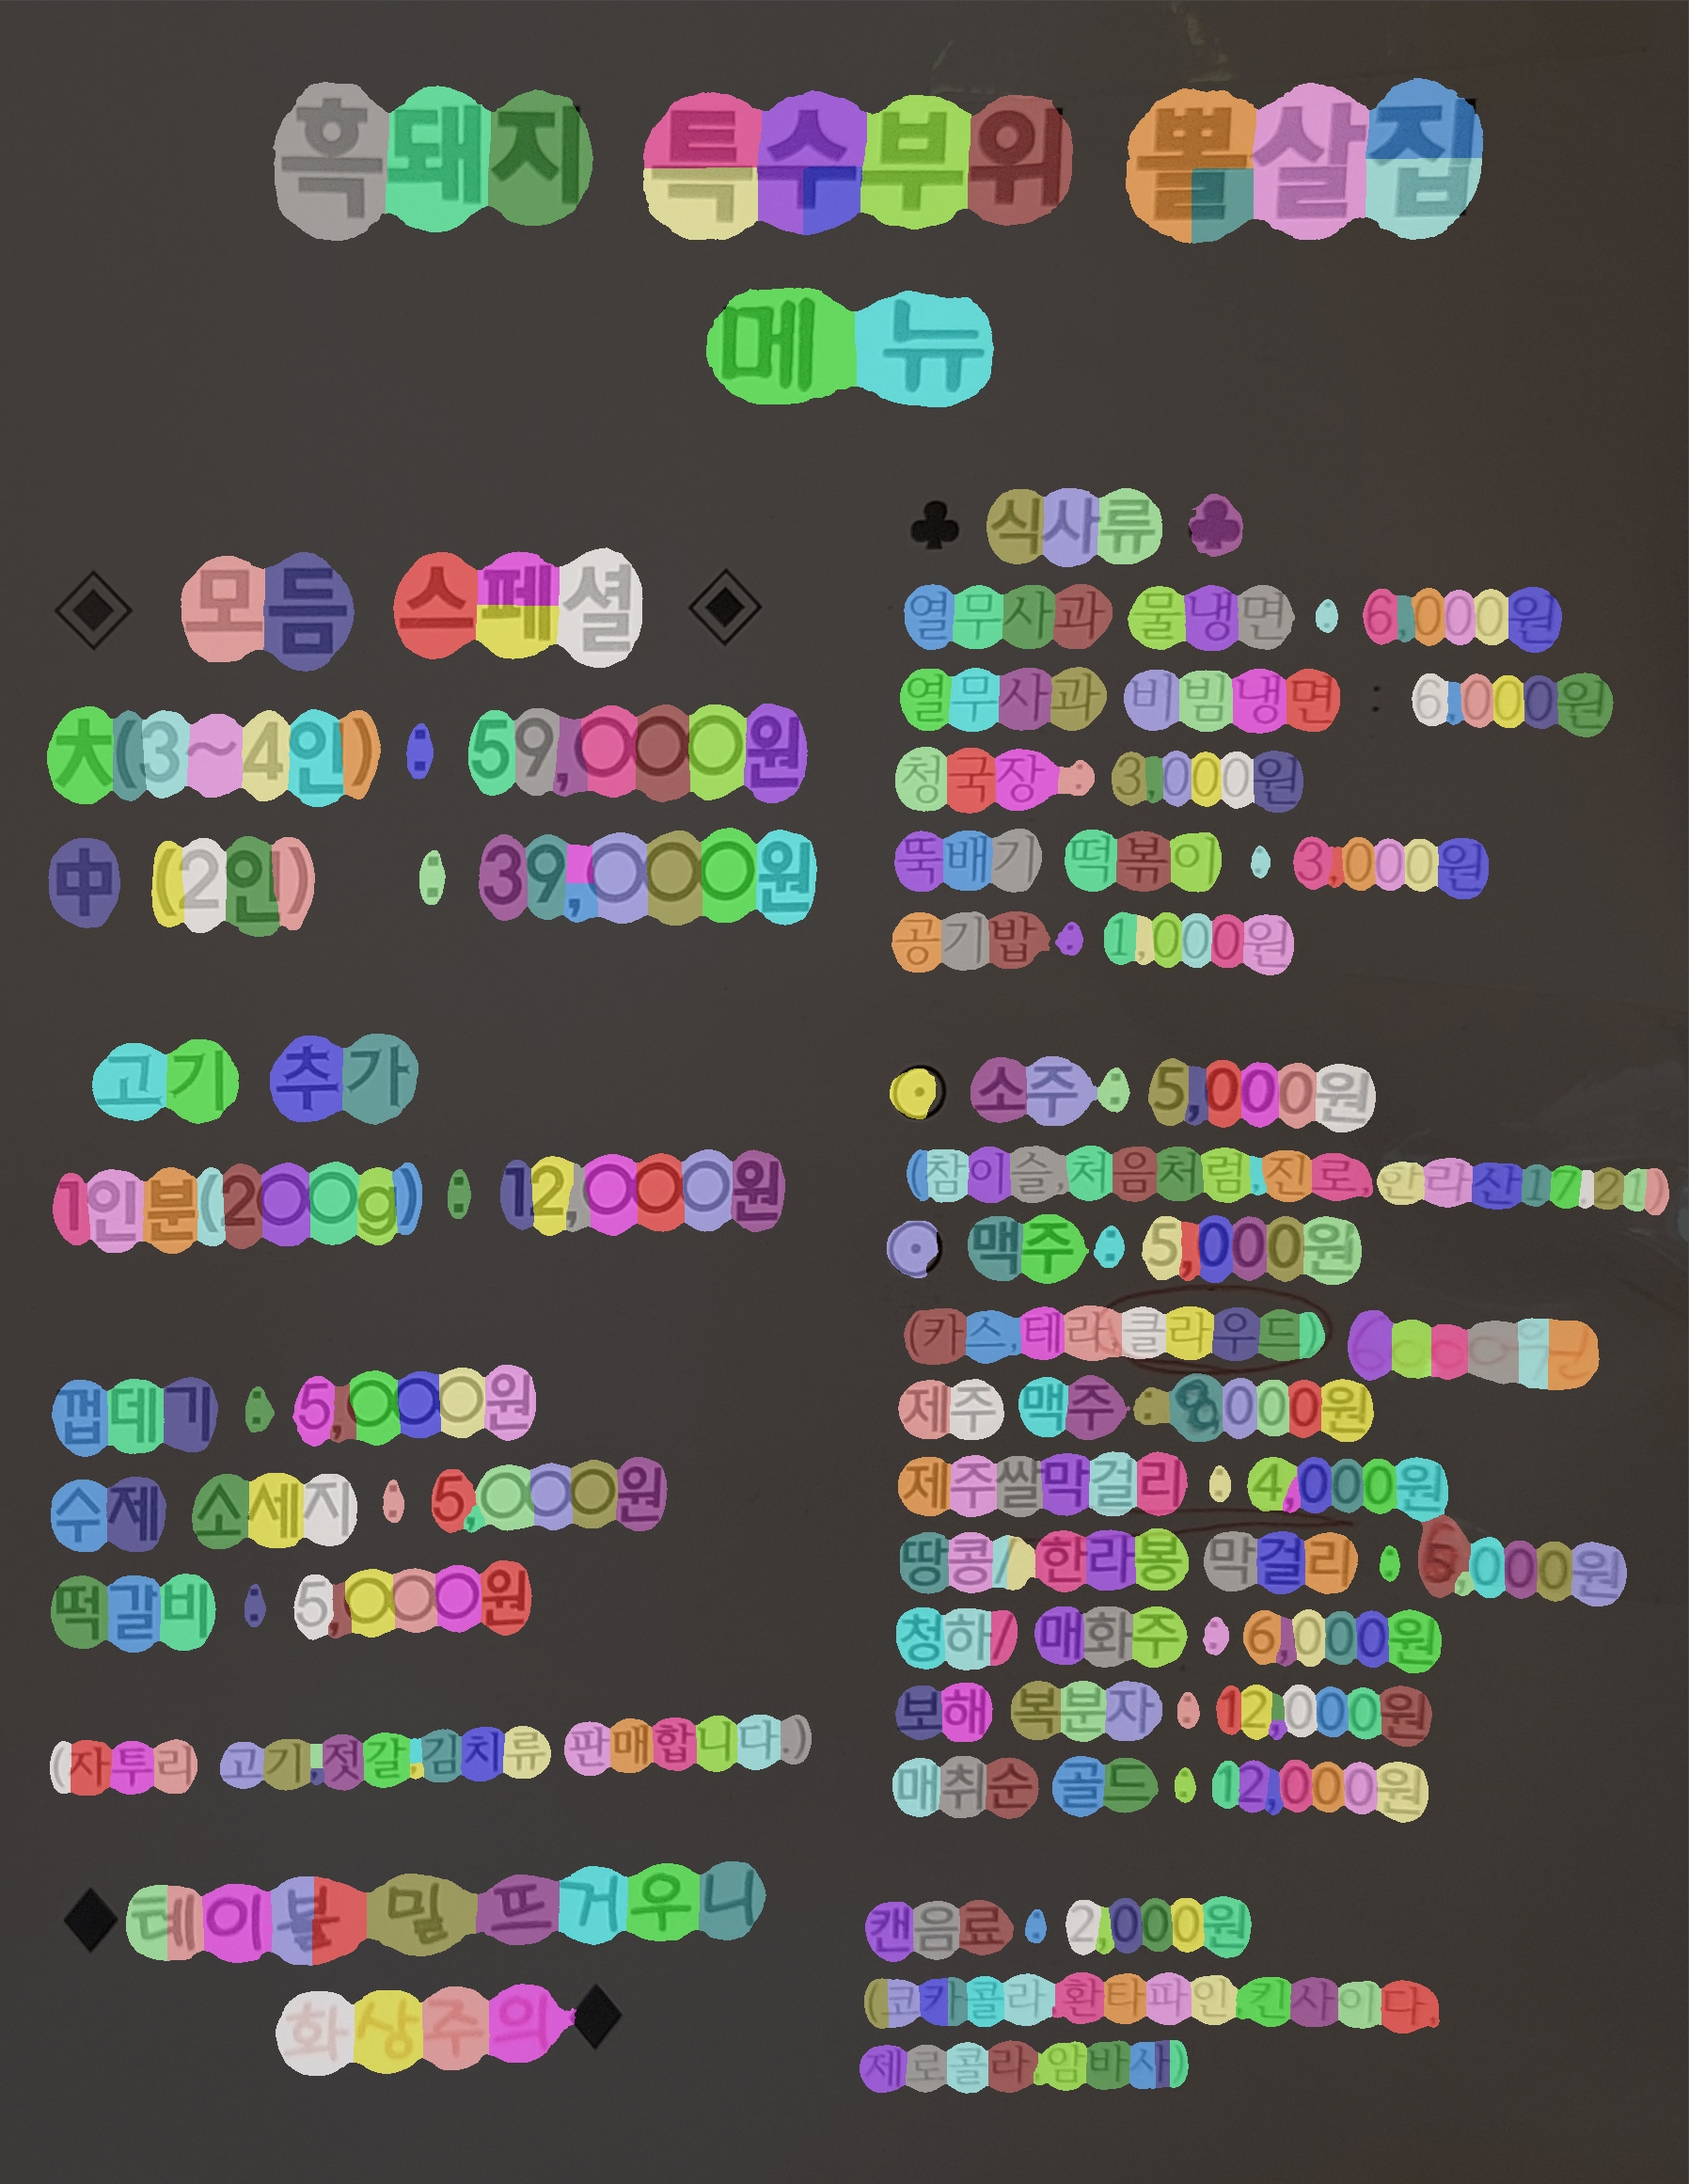 흑돼지 특수부위 뽈살집
메뉴
◈ 모듬 스페셜 ◈
大(3~4인) : 59,000원
中 (2인) : 39,000원
고기 추가
1인분(200g) : 12,000원
껍데기 : 5,000원
수제 소세지 : 5,000원
떡갈비 : 5,000원
(자투리 고기,젓갈,김치류 판매합니다.)
◆테이블 밑 뜨거우니
화상주의◆
♣ 식사류 ♣
열무사과 물냉면 : 6,000원
열무사과 비빔냉면 : 6,000원
청국장 : 3,000원
뚝배기 떡볶이 : 3,000원
공기밥 : 1,000원
⊙ 소주 : 5,000원
(참이슬,처음처럼,진로,한라산17,21)
⊙ 맥주 : 5,000원
(카스,테라,클라우드)
제주 맥주 : 8,000원
제주쌀막걸리 : 4,000원
땅콩/한라봉 막걸리 : 5,000원
청하/ 매화주 : 6,000원
보해 복분자 : 12,000원
매취순 골드 : 12,000원
캔음료 : 2,000원
(코카콜라,환타파인,킨사이다,
제로콜라,암바사)